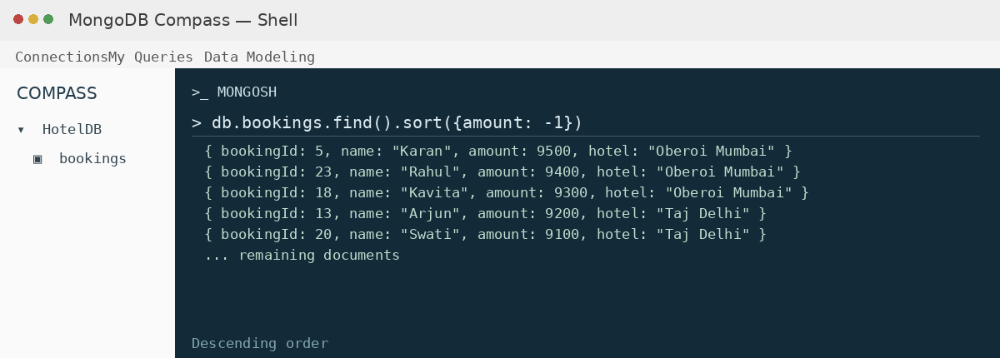 MongoDB Compass — Shell
Connections My Queries Data Modeling
COMPASS
▾ HotelDB
▣ bookings
>_ MONGOSH
> db.bookings.find().sort({amount: -1})
{ bookingId: 5, name: "Karan", amount: 9500, hotel: "Oberoi Mumbai" }
{ bookingId: 23, name: "Rahul", amount: 9400, hotel: "Oberoi Mumbai" }
{ bookingId: 18, name: "Kavita", amount: 9300, hotel: "Oberoi Mumbai" }
{ bookingId: 13, name: "Arjun", amount: 9200, hotel: "Taj Delhi" }
{ bookingId: 20, name: "Swati", amount: 9100, hotel: "Taj Delhi" }
... remaining documents
Descending order